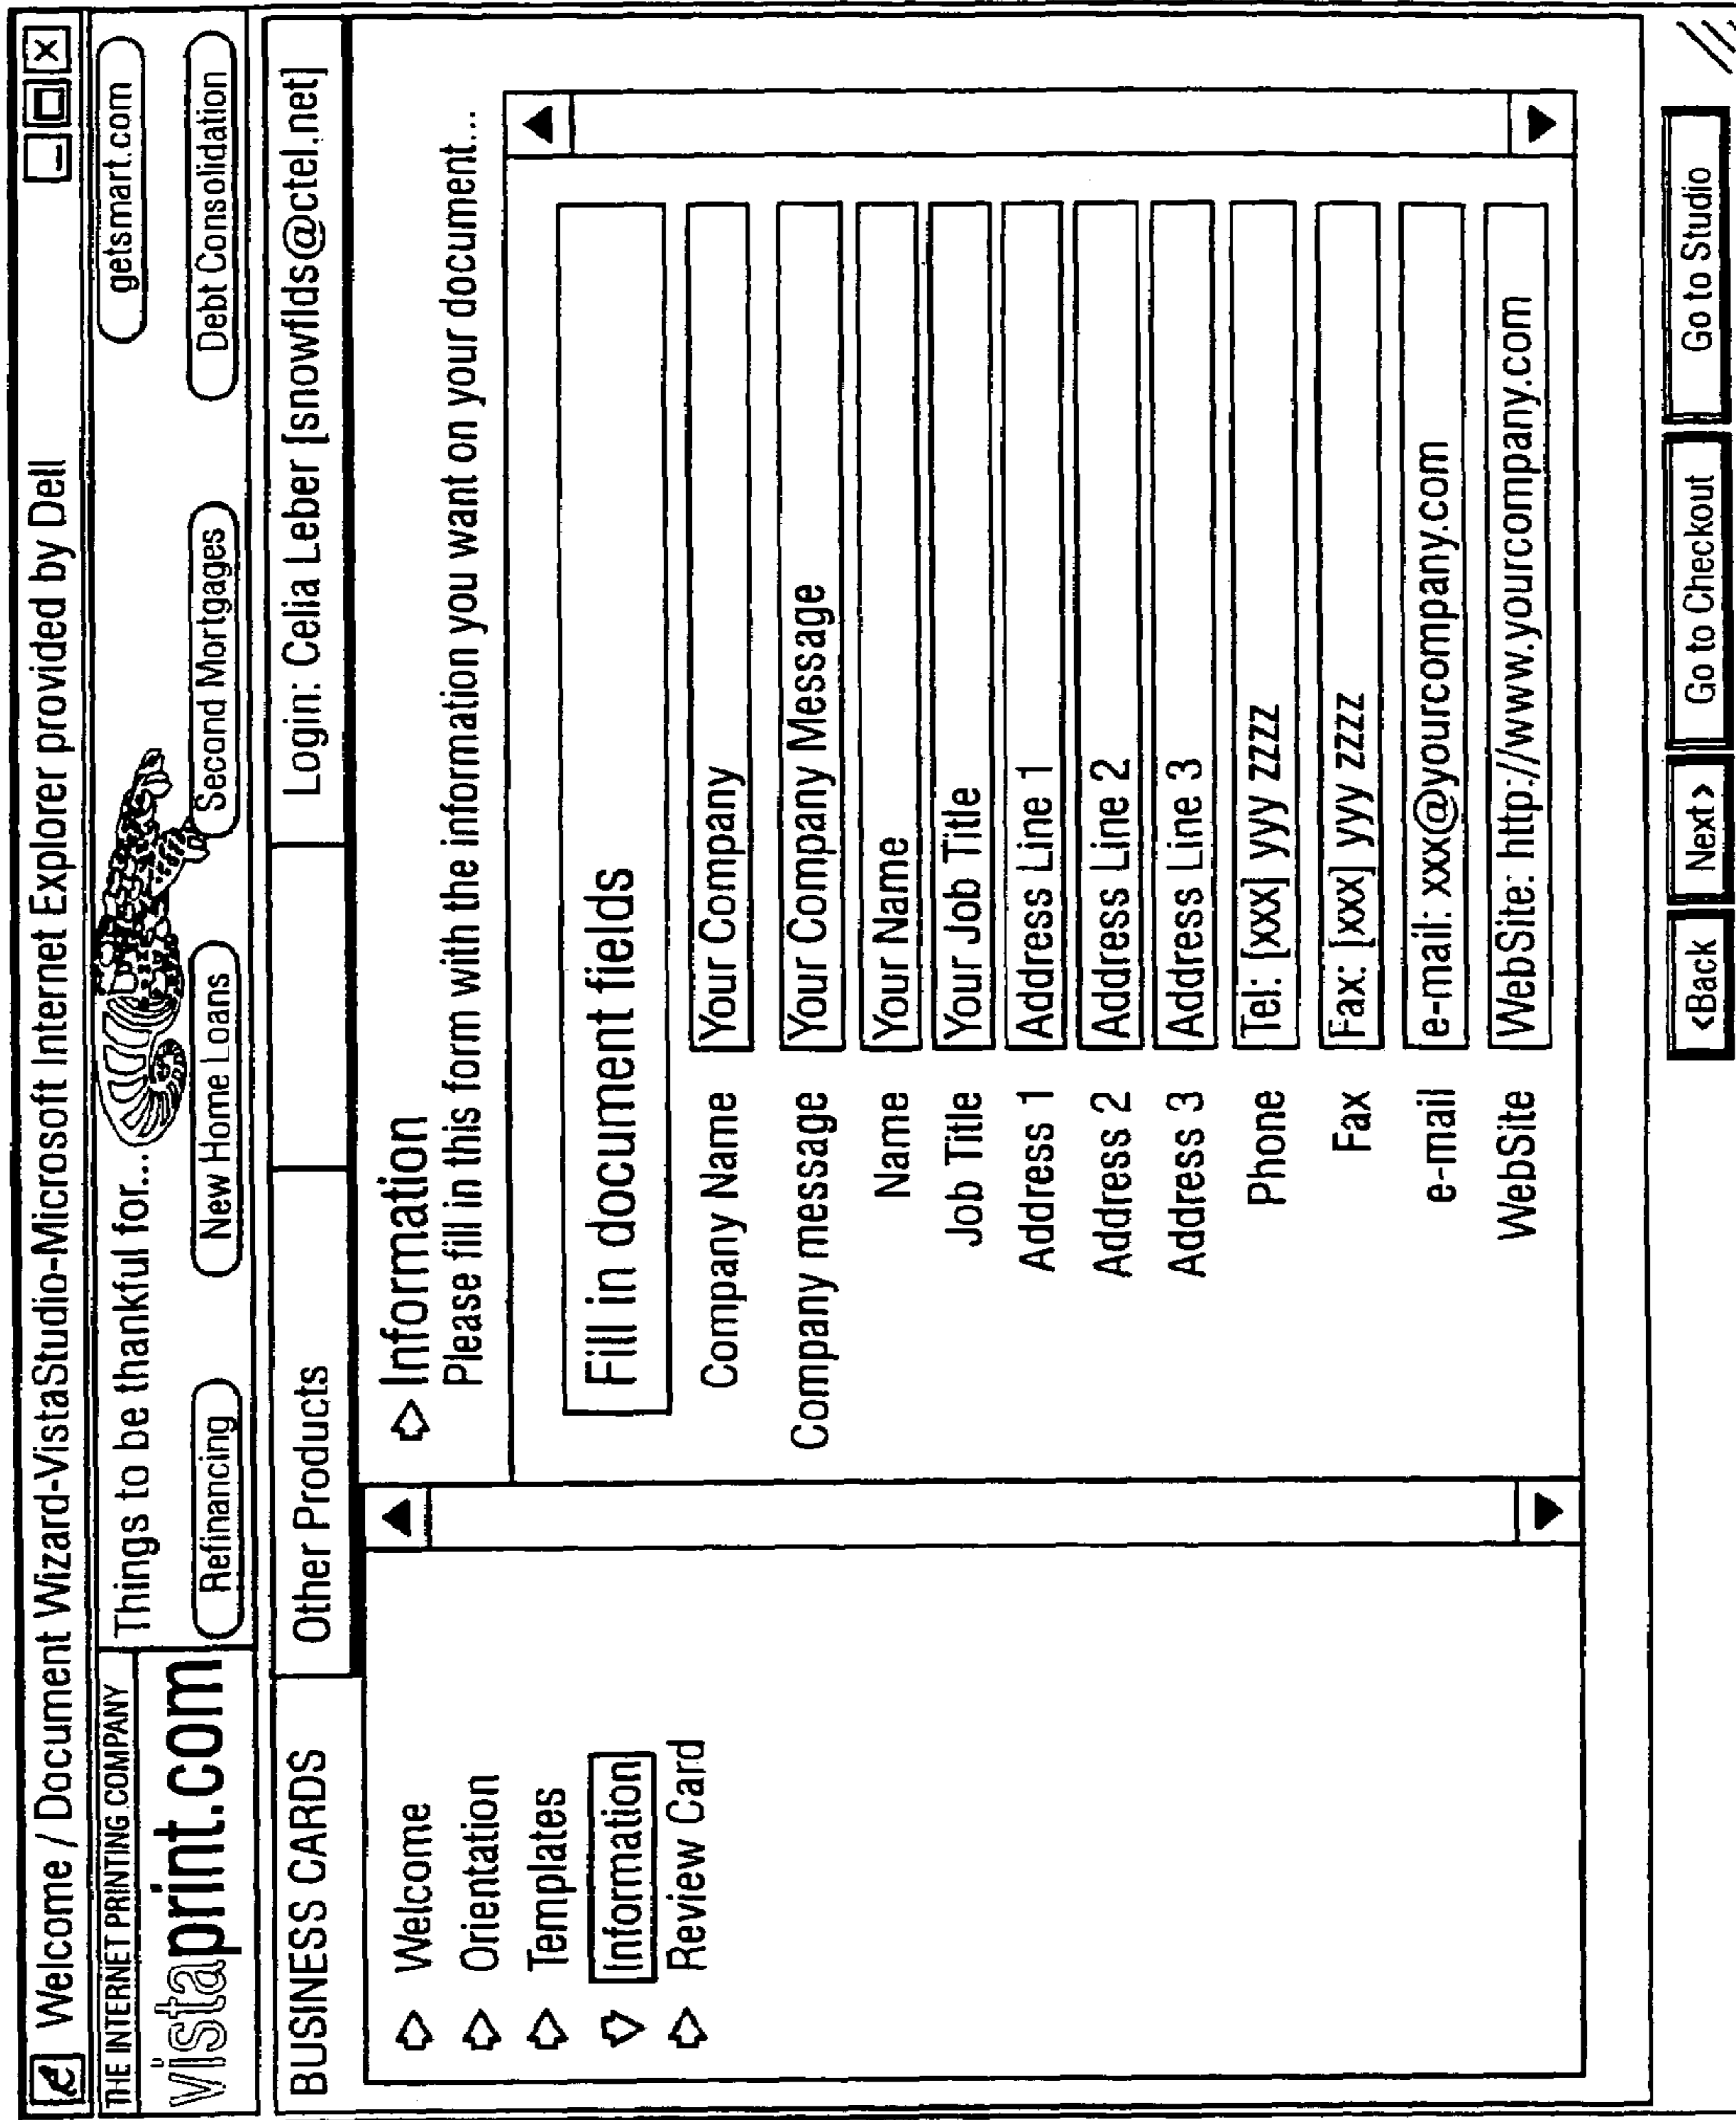 Welcome / Document Wizard-VistaStudio-Microsoft Internet Explorer provided by Dell
THE INTERNET PRINTING COMPANY
vistaprint.com
Things to be thankful for...
getsmart.com
Refinancing
New Home Loans
Second Mortgages
Debt Consolidation
BUSINESS CARDS
Other Products
Login: Celia Leber [snowflds@ctel.net]
Welcome
Orientation
Templates
Information
Review Card
Information
Please fill in this form with the information you want on your document...
Fill in document fields
Company Name Your Company
Company message Your Company Message
Name Your Name
Job Title Your Job Title
Address 1 Address Line 1
Address 2 Address Line 2
Address 3 Address Line 3
Phone Tel: [xxx] yyy zzzz
Fax Fax: [xxx] yyy zzzz
e-mail e-mail: xxx@yourcompany.com
WebSite WebSite: http://www.yourcompany.com
<Back Next> Go to Checkout Go to Studio